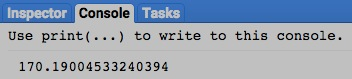 Inspector Console Tasks
Use print(...) to write to this console.
170.19004533240394